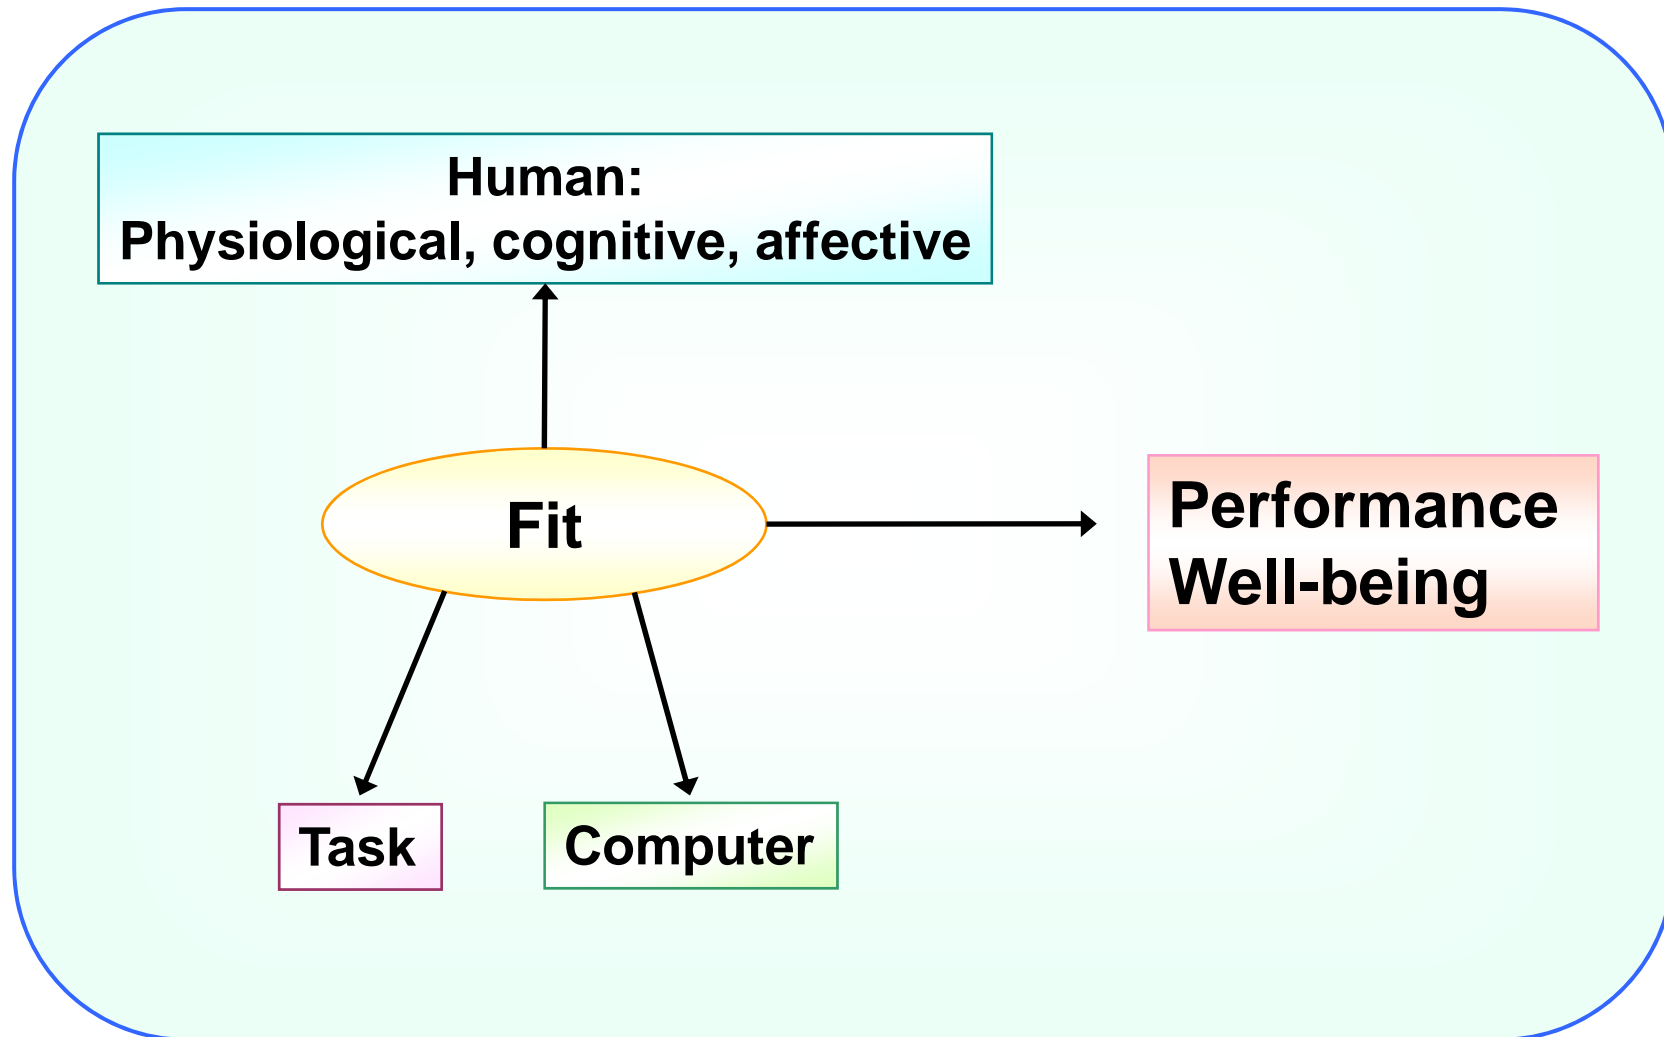 Human:
Physiological, cognitive, affective
Fit
Performance
Well-being
Task
Computer